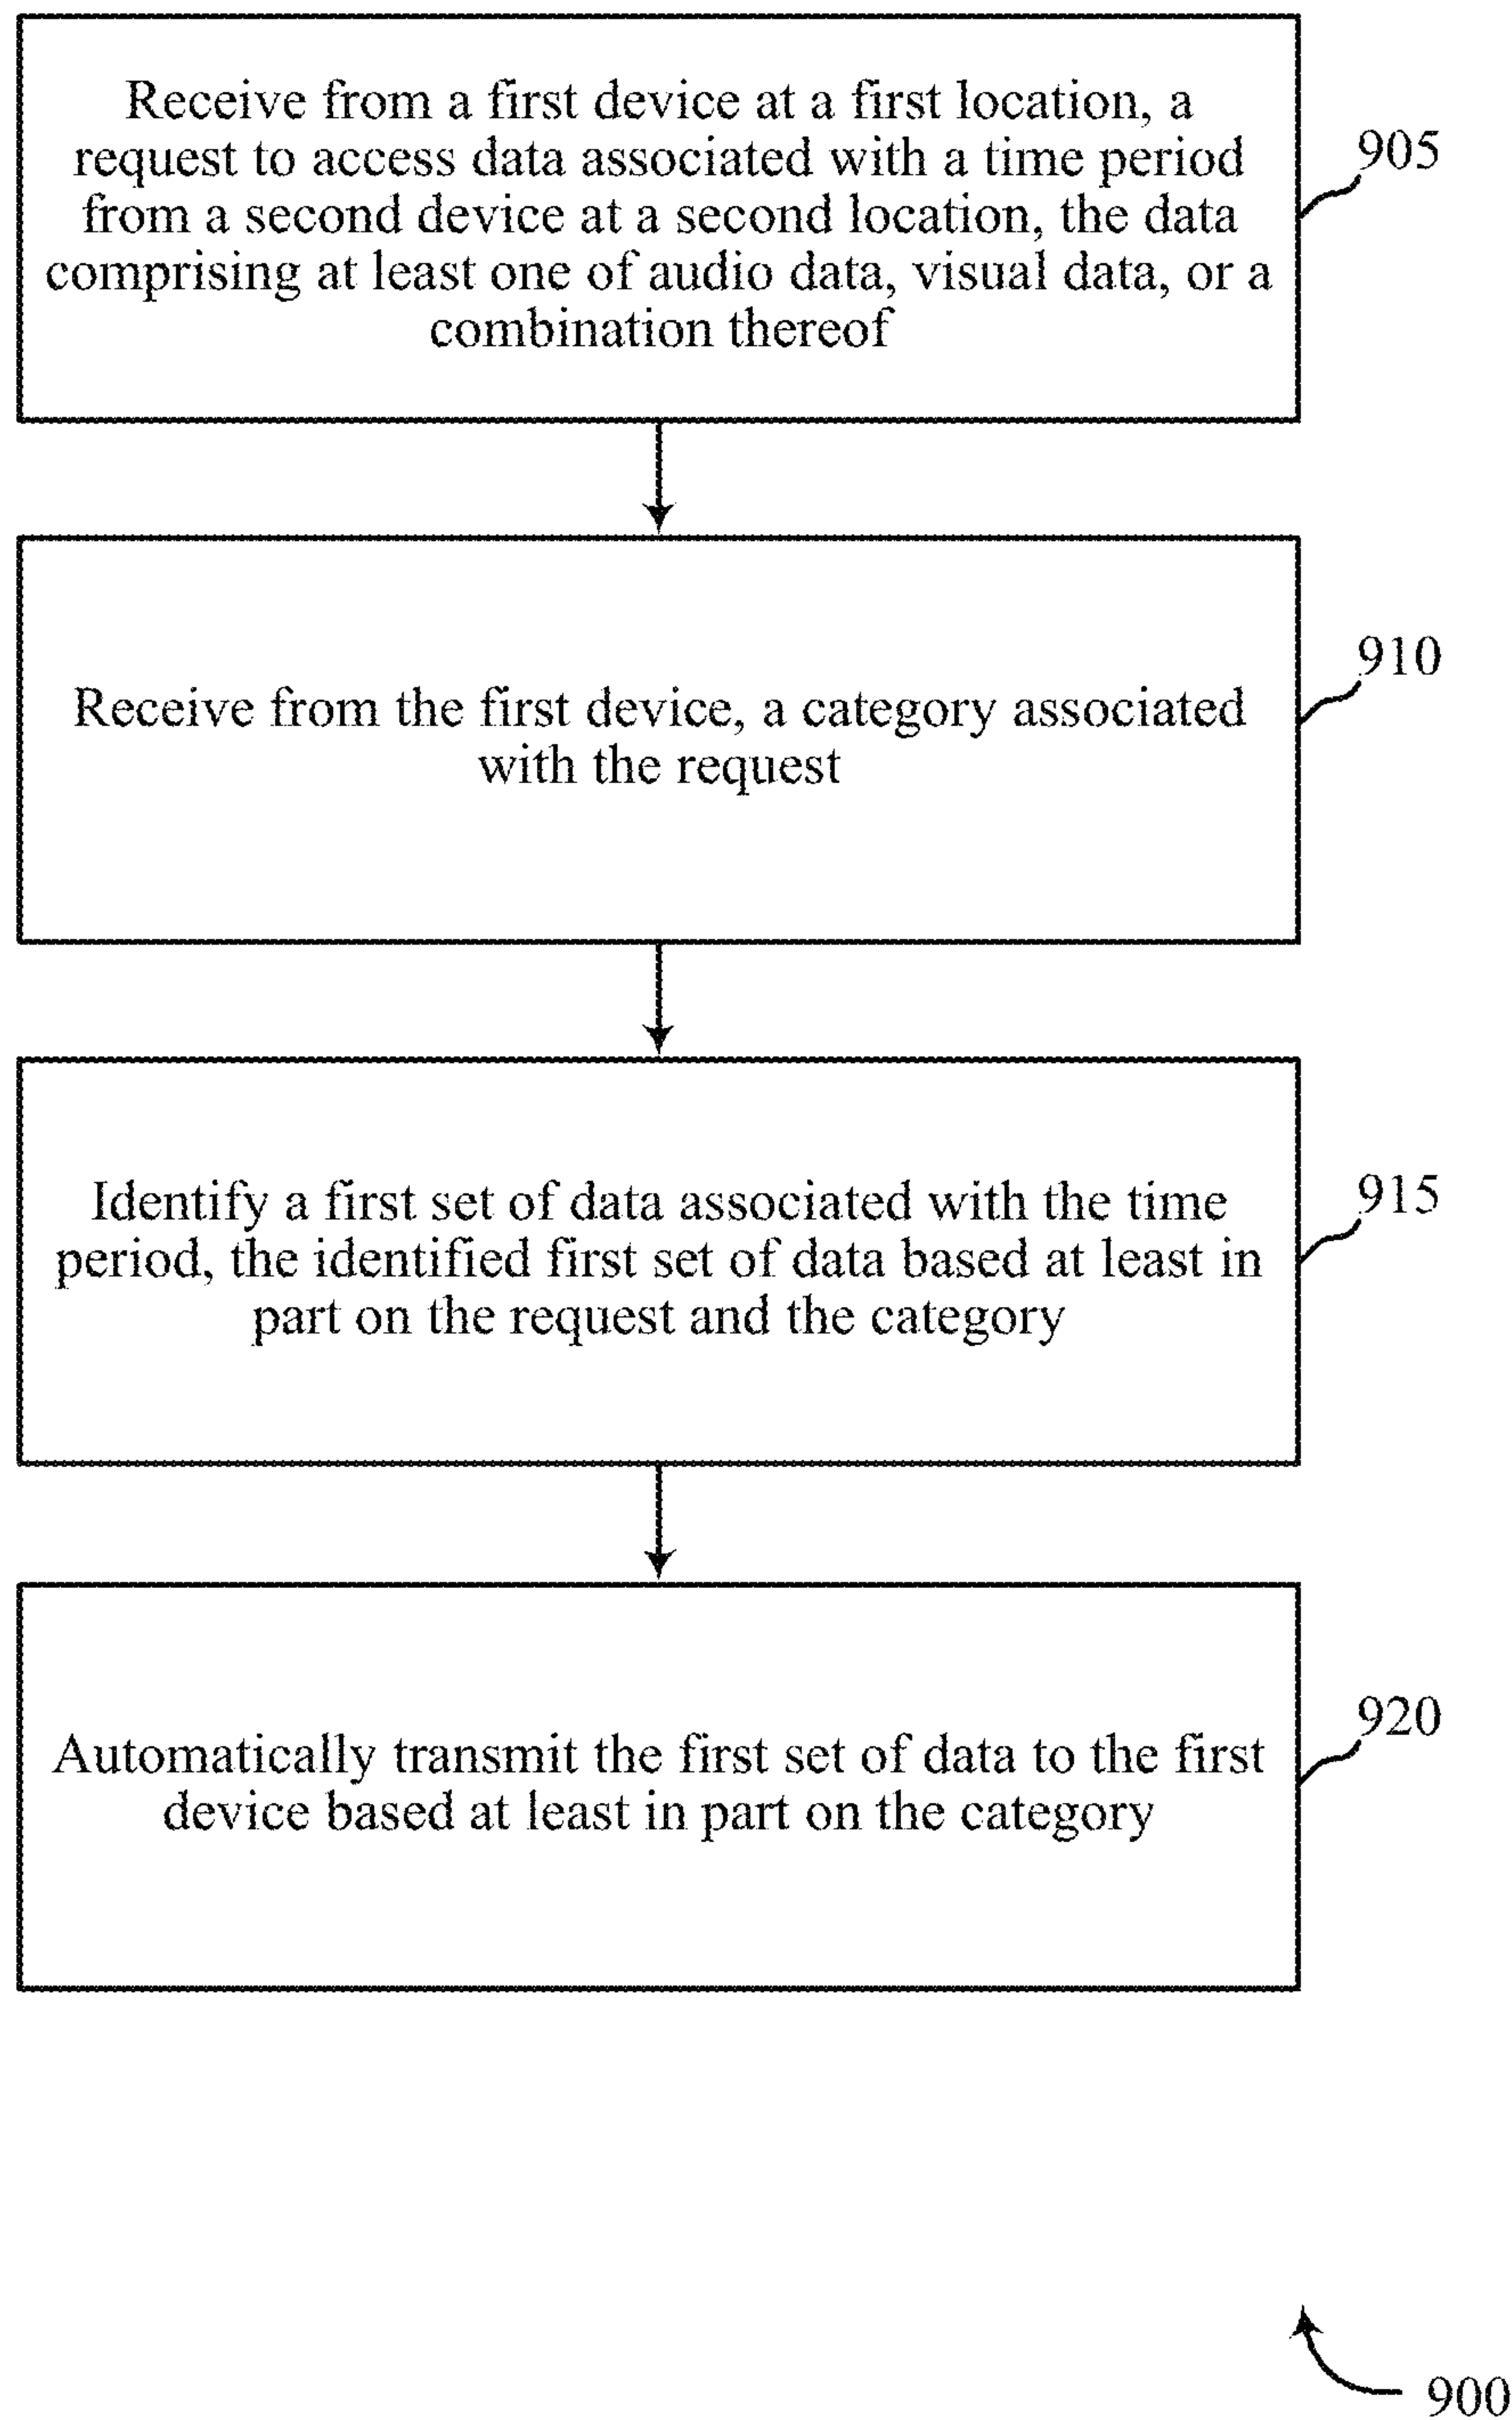 Receive from a first device at a first location, a
request to access data associated with a time period
from a second device at a second location, the data
comprising at least one of audio data, visual data, or a
combination thereof
905
Receive from the first device, a category associated
with the request
910
Identify a first set of data associated with the time
period, the identified first set of data based at least in
part on the request and the category
915
Automatically transmit the first set of data to the first
device based at least in part on the category
920
900